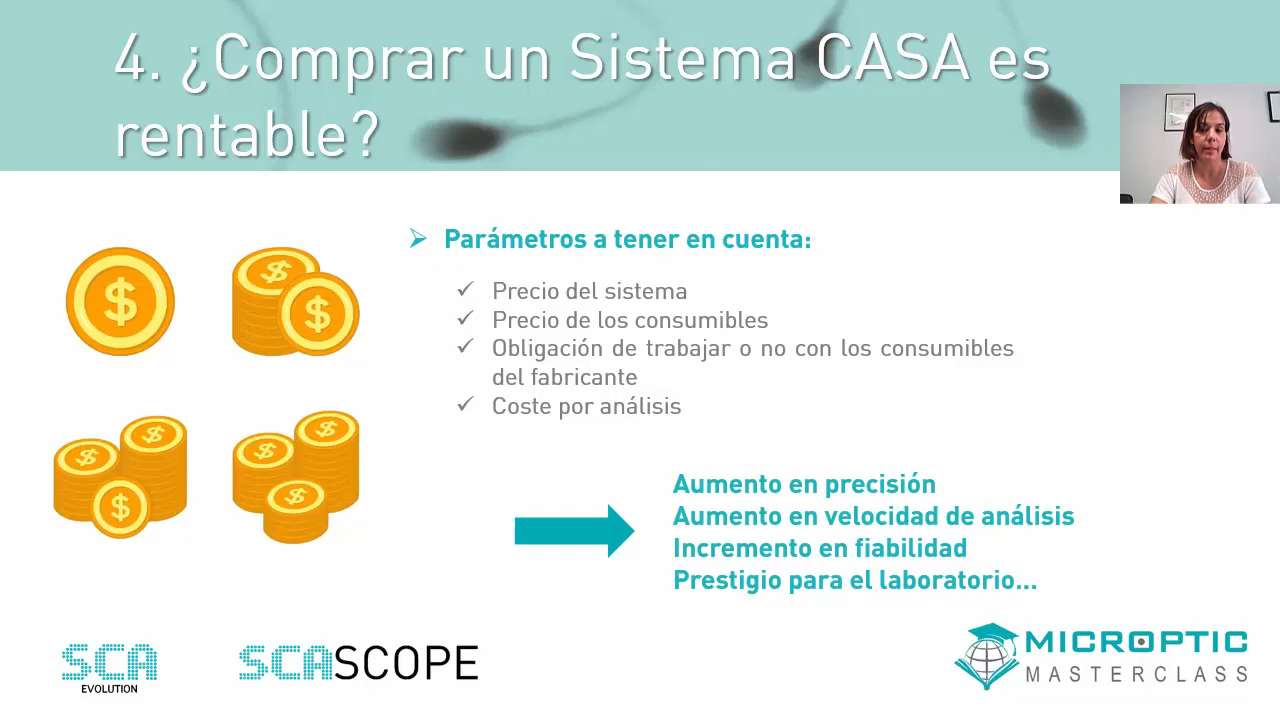 4. ¿Comprar un Sistema CASA es
rentable?
Parámetros a tener en cuenta:
Precio del sistema
Precio de los consumibles
Obligación de trabajar o no con los consumibles
del fabricante
Coste por análisis
Aumento en precisión
Aumento en velocidad de análisis
Incremento en fiabilidad
Prestigio para el laboratorio...
SCA
EVOLUTION
SCASCOPE
MICROPTIC
MASTERCLASS